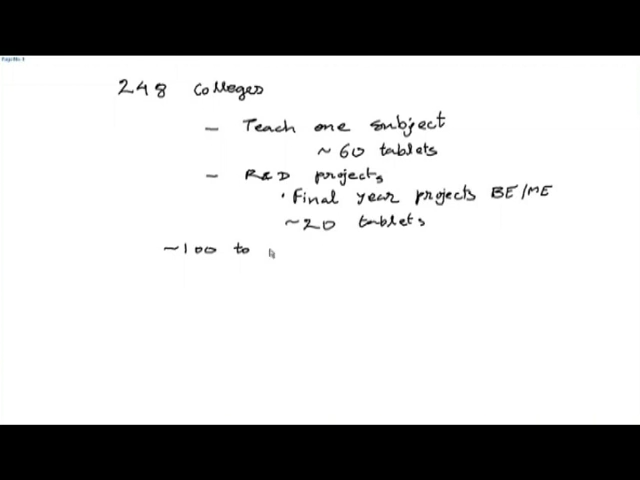 248 Colleges
- Teach one subject
~ 60 tablets
- R&D projects
· Final year projects BE/ME
~20 tablets
~100 to